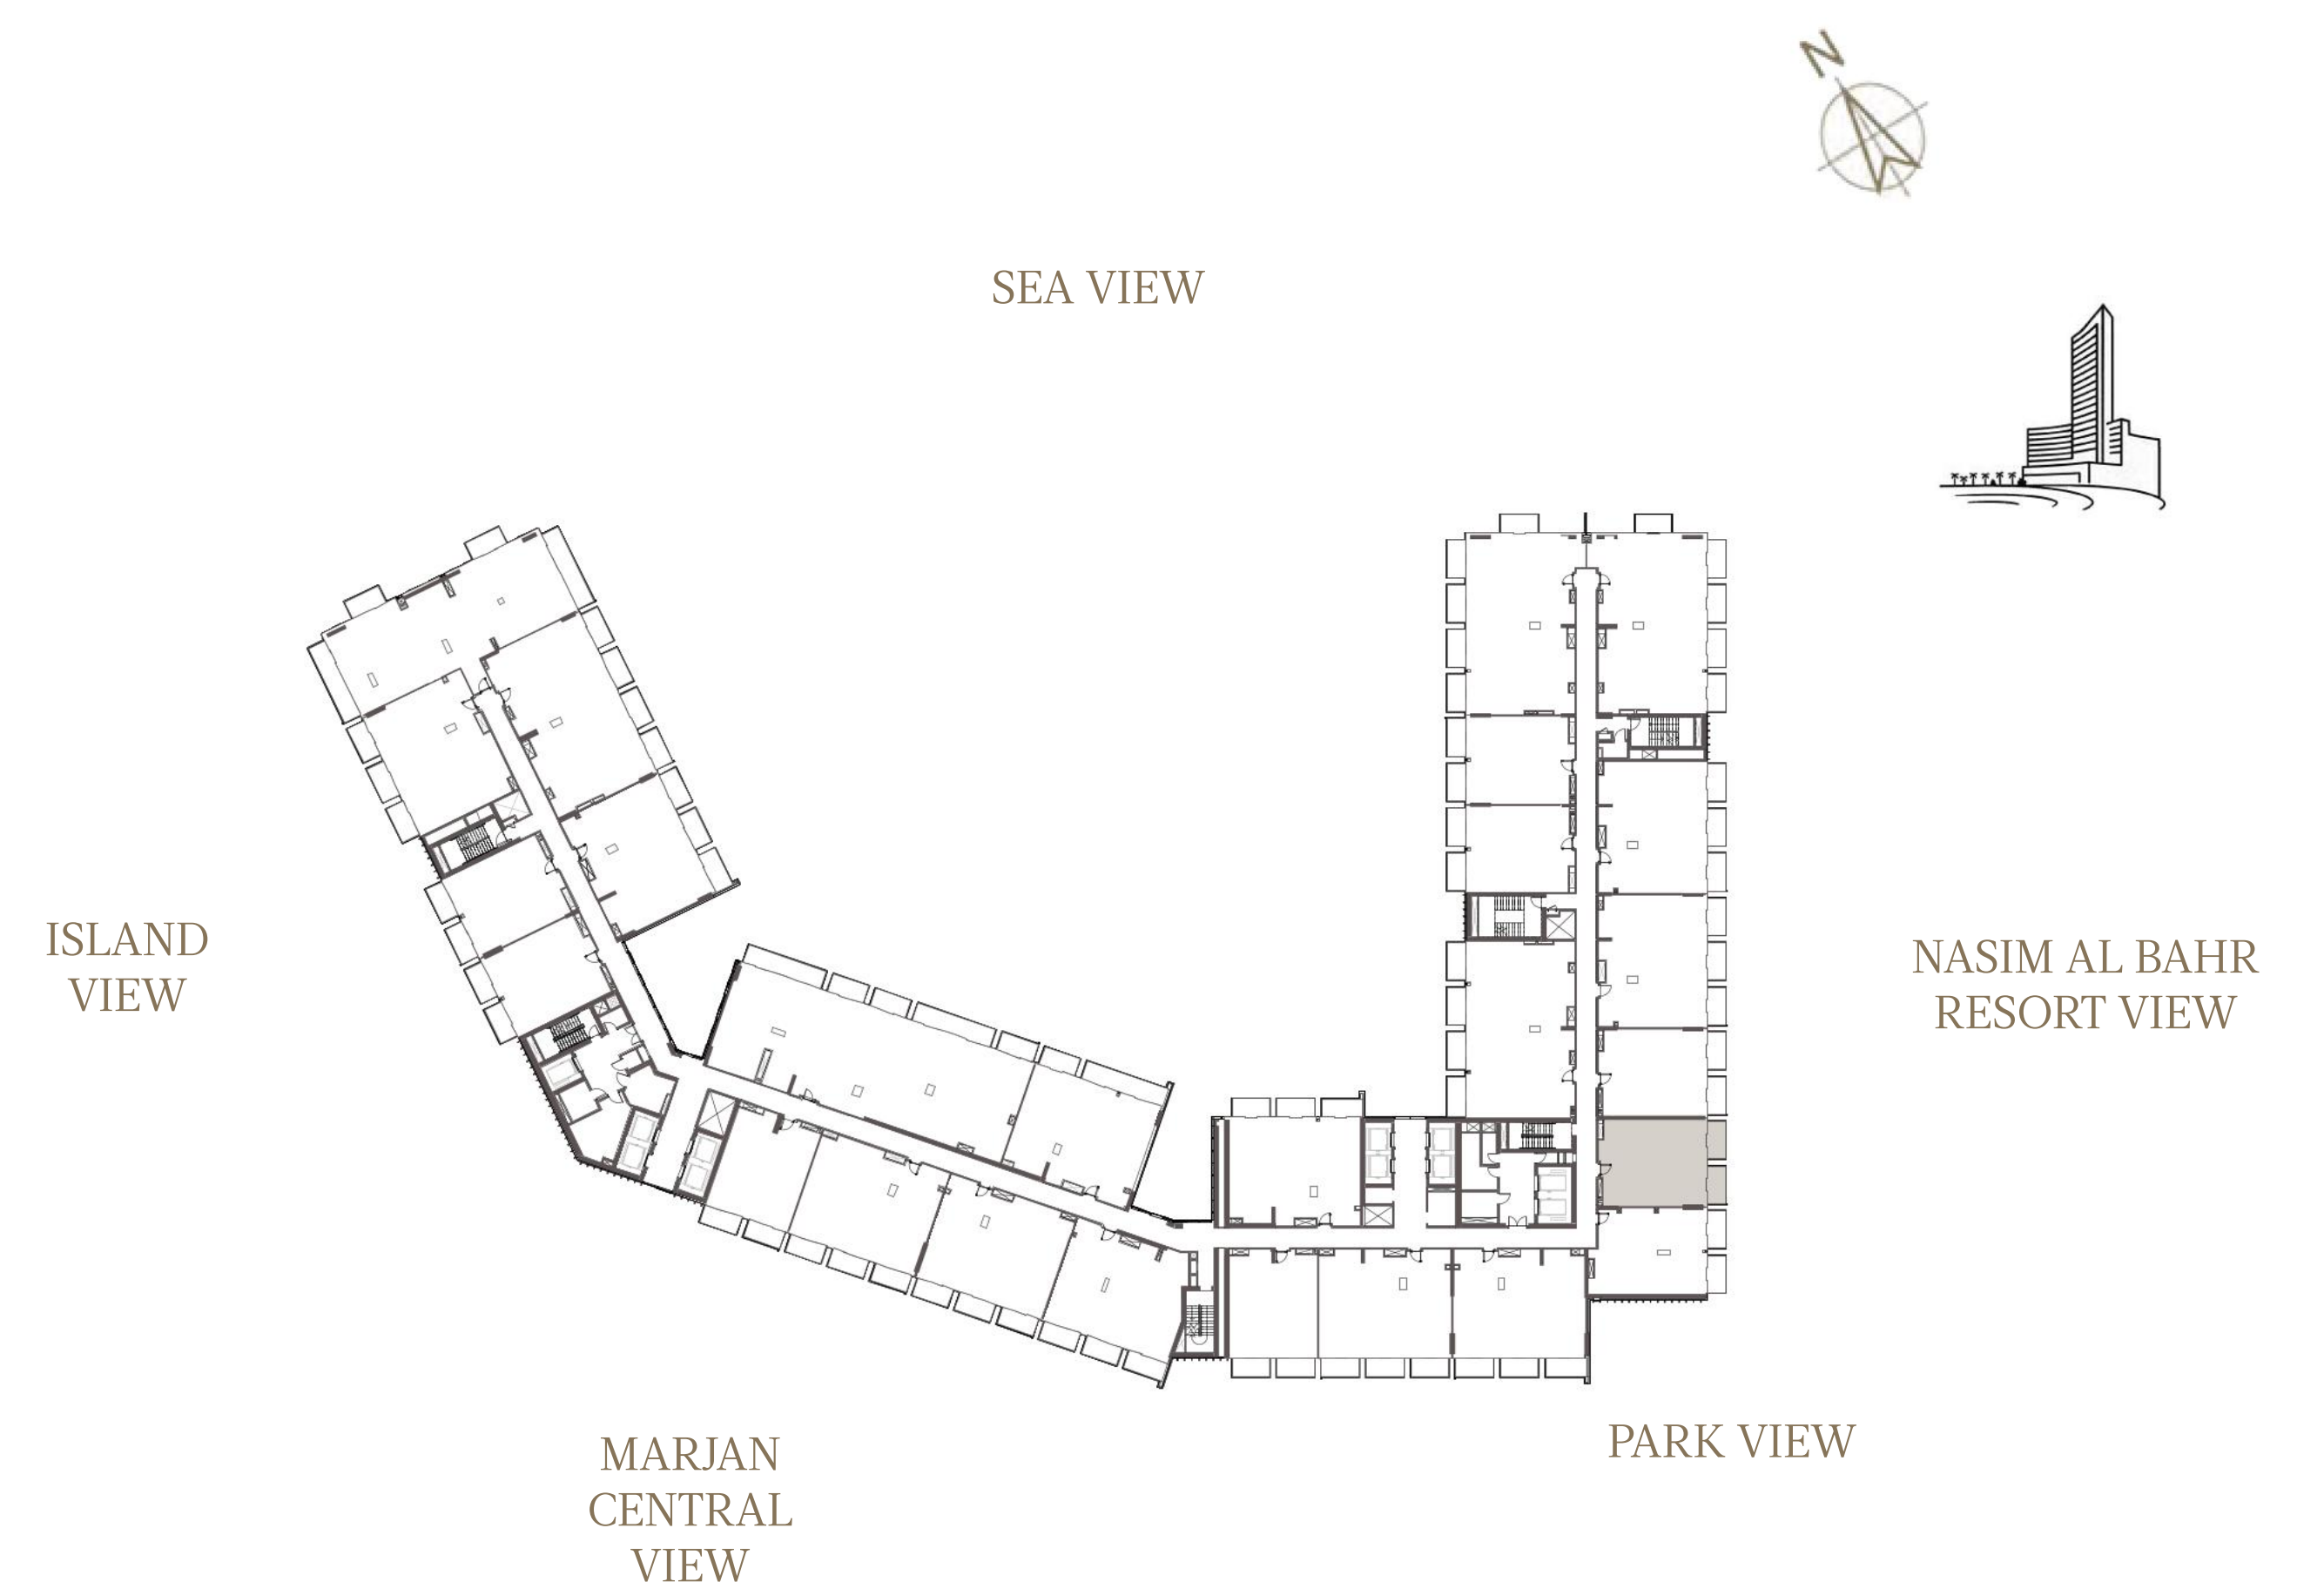 N
SEA VIEW
ISLAND
VIEW
NASIM AL BAHR
RESORT VIEW
PARK VIEW
MARJAN
CENTRAL
VIEW